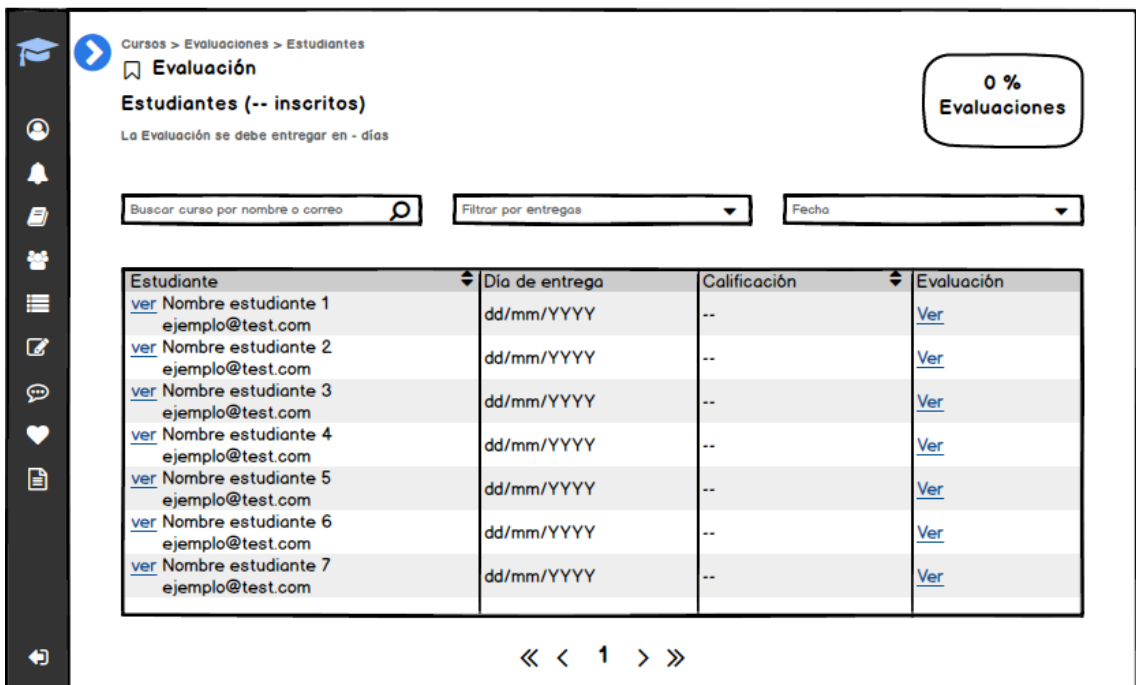 Cursos > Evaluaciones > Estudiantes
Evaluación
Estudiantes (-- inscritos)
La Evaluación se debe entregar en - días
0 %
Evaluaciones
Buscar curso por nombre o correo
Filtrar por entregas
Fecha
Estudiante Día de entrega Calificación Evaluación
ver Nombre estudiante 1
ejemplo@test.com
dd/mm/YYYY -- Ver
ver Nombre estudiante 2
ejemplo@test.com
dd/mm/YYYY -- Ver
ver Nombre estudiante 3
ejemplo@test.com
dd/mm/YYYY -- Ver
ver Nombre estudiante 4
ejemplo@test.com
dd/mm/YYYY -- Ver
ver Nombre estudiante 5
ejemplo@test.com
dd/mm/YYYY -- Ver
ver Nombre estudiante 6
ejemplo@test.com
dd/mm/YYYY -- Ver
ver Nombre estudiante 7
ejemplo@test.com
dd/mm/YYYY -- Ver
« < 1 > »